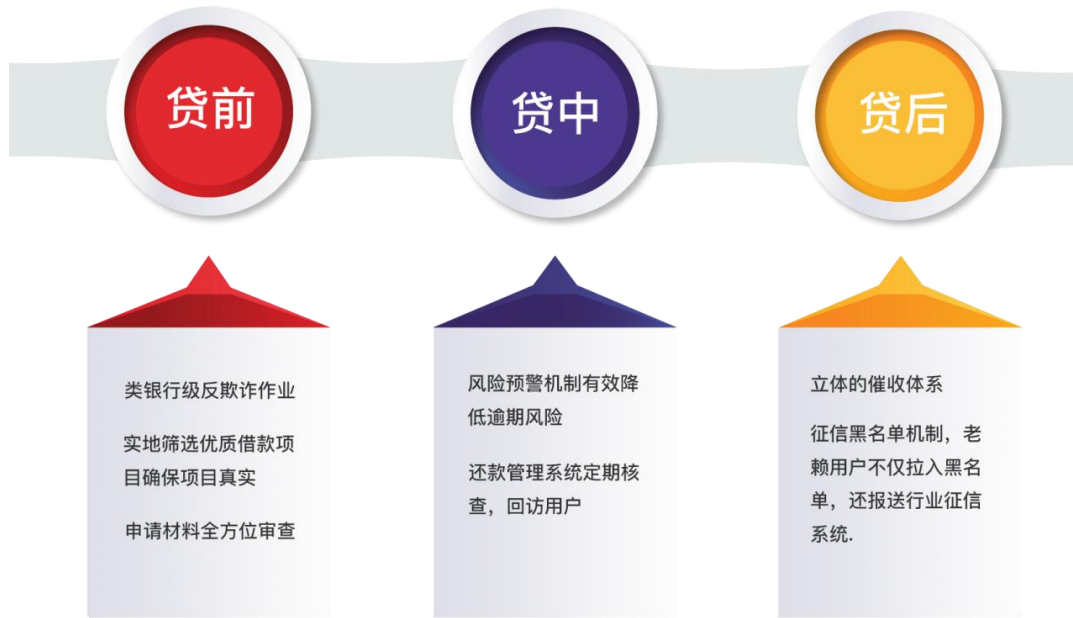 贷前
贷中
贷后
类银行级反欺诈作业
实地筛选优质借款项
目确保项目真实
申请材料全方位审查
风险预警机制有效降
低逾期风险
还款管理系统定期核
查，回访用户
立体的催收体系
征信黑名单机制，老
赖用户不仅拉入黑名
单，还报送行业征信
系统.